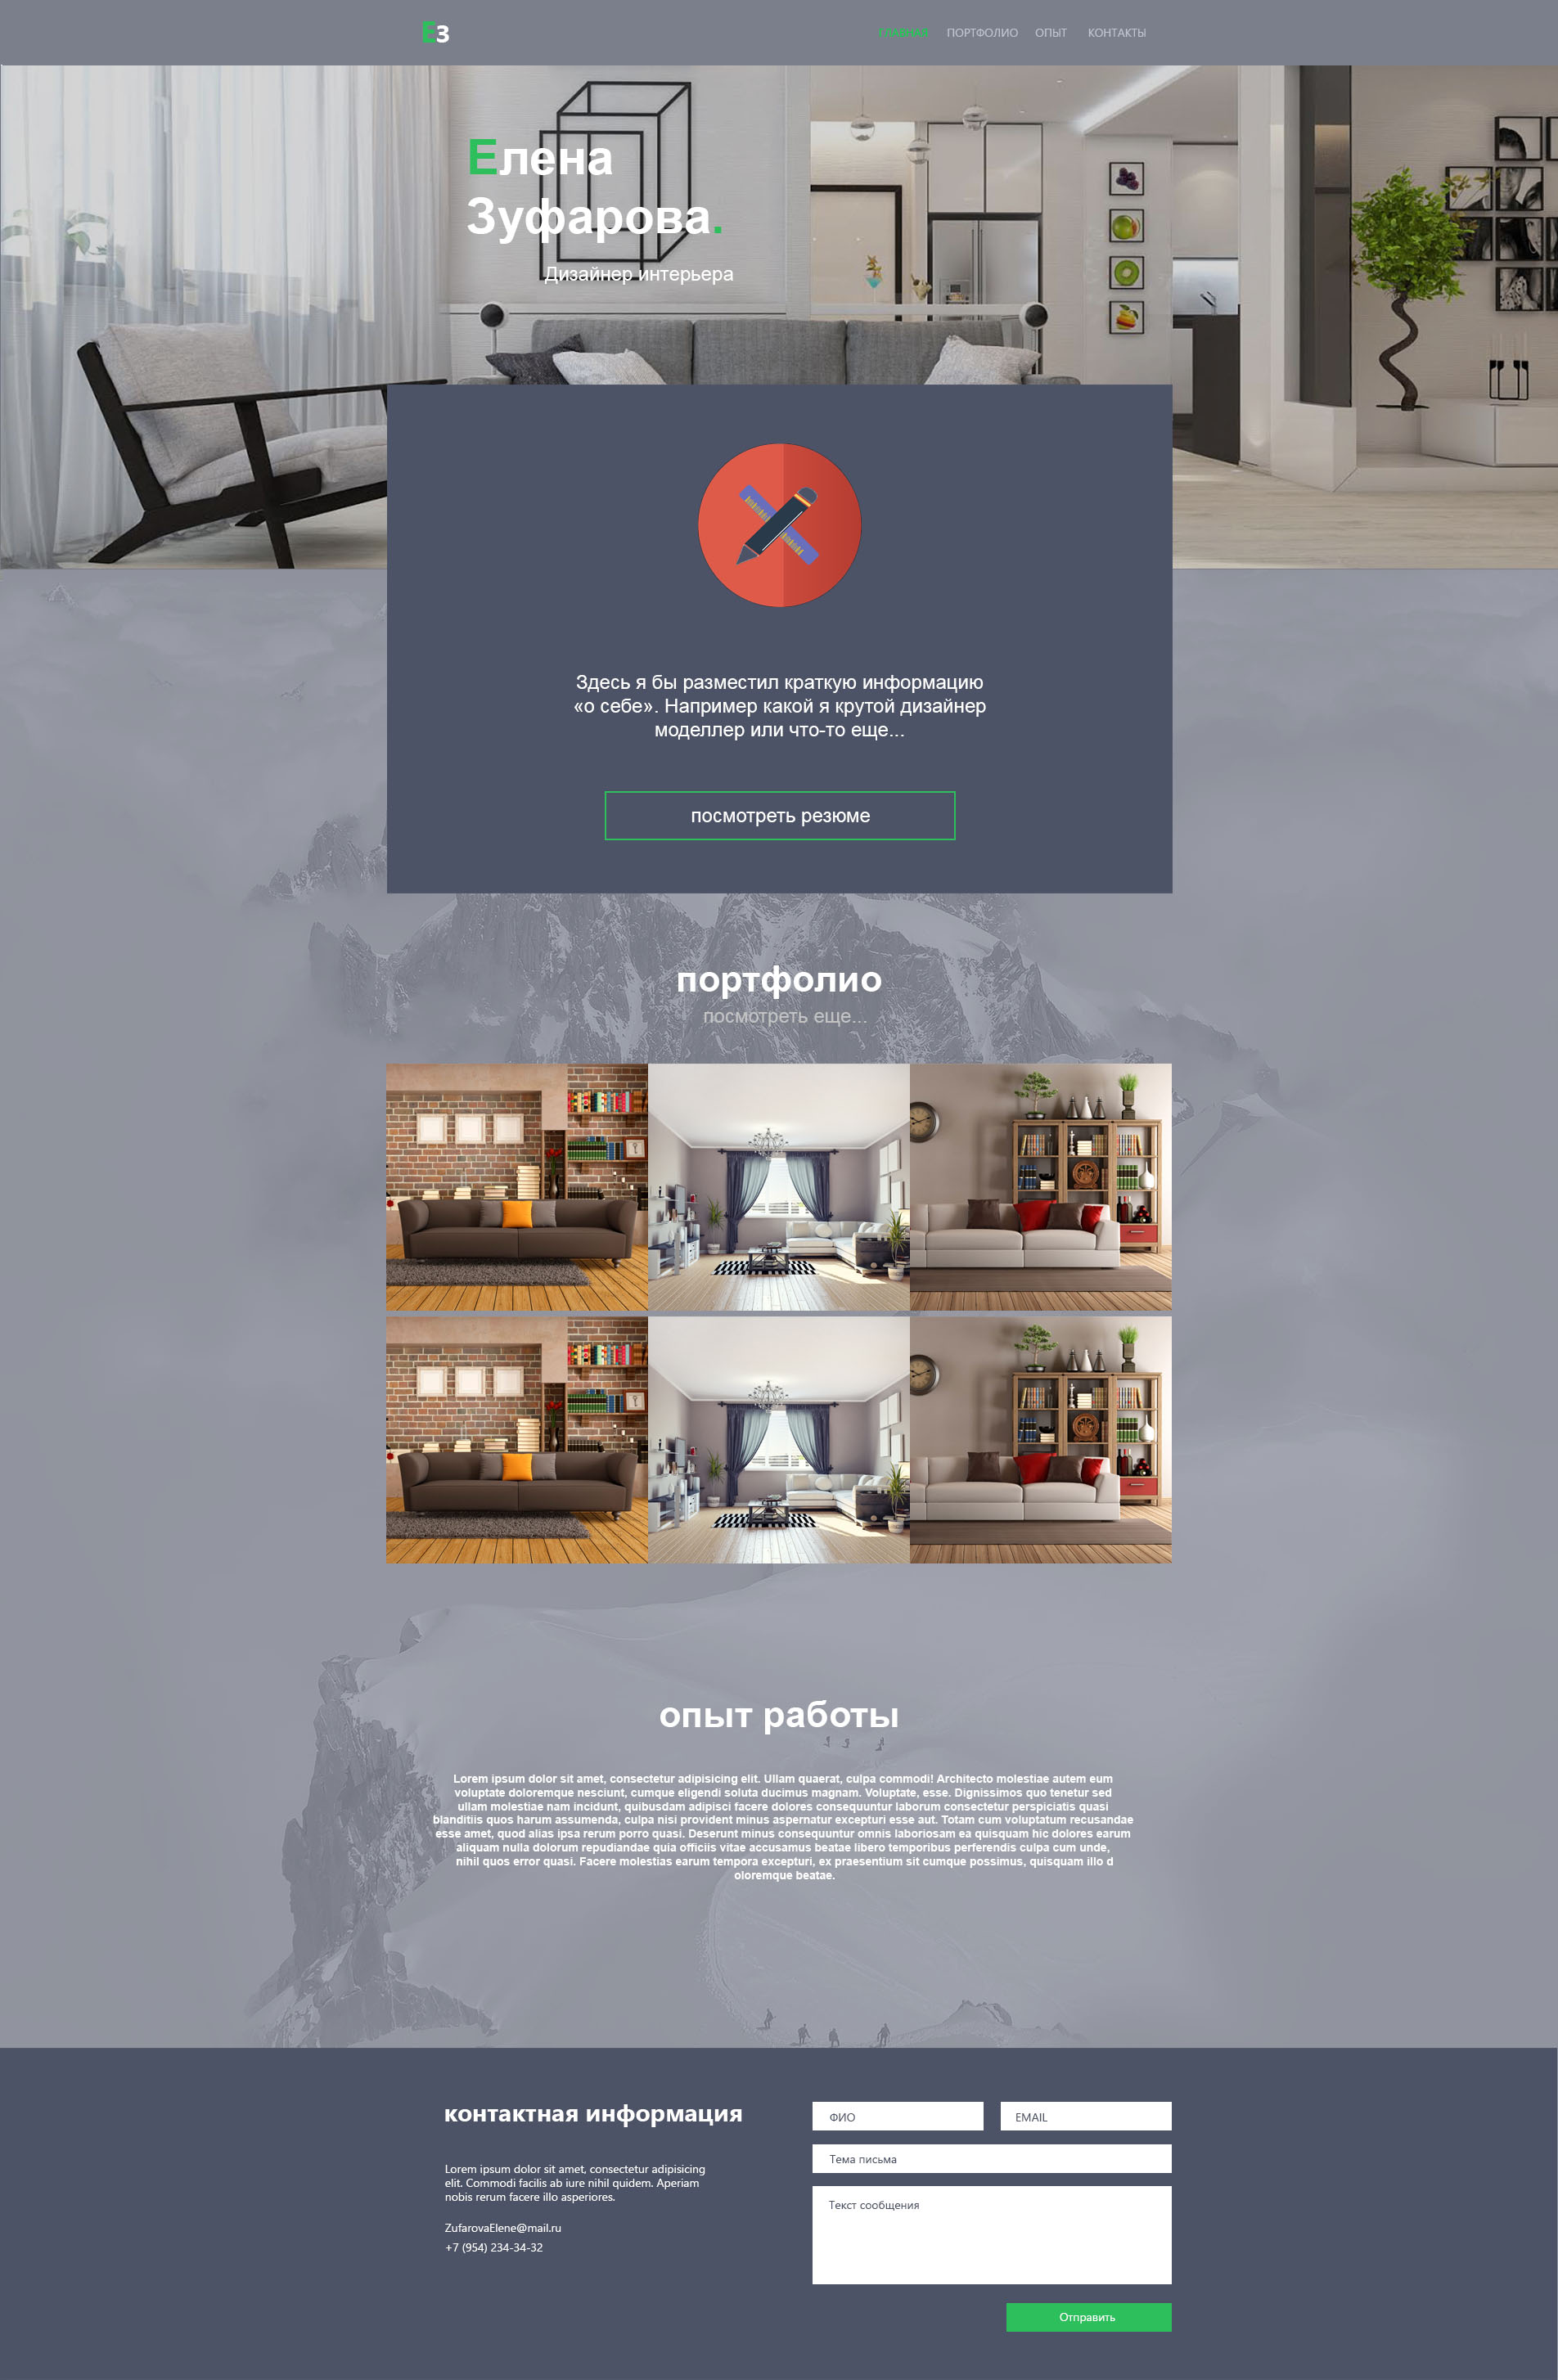 ЕЗ
ГЛАВНАЯ ПОРТФОЛИО ОПЫТ КОНТАКТЫ
Елена
Зуфарова.
Дизайнер интерьера
Здесь я бы разместил краткую информацию
«о себе». Например какой я крутой дизайнер
моделлер или что-то еще...
посмотреть резюме
портфолио
посмотреть еще...
опыт работы
Lorem ipsum dolor sit amet, consectetur adipisicing elit. Ullam quaerat, culpa commodi! Architecto molestiae autem eum
voluptate doloremque nesciunt, cumque eligendi soluta ducimus magnam. Voluptate, esse. Dignissimos quo tenetur sed
ullam molestiae nam incidunt, quibusdam adipisci facere dolores consequuntur laborum consectetur perspiciatis quasi
blanditiis quos harum assumenda, culpa nisi provident minus aspernatur excepturi esse aut. Totam cum voluptatum recusandae
esse amet, quod alias ipsa rerum porro quasi. Deserunt minus consequuntur omnis laboriosam ea quisquam hic dolores earum
aliquam nulla dolorum repudiandae quia officiis vitae accusamus beatae libero temporibus perferendis culpa cum unde,
nihil quos error quasi. Facere molestias earum tempora excepturi, ex praesentium sit cumque possimus, quisquam illo d
oloremque beatae.
контактная информация
Lorem ipsum dolor sit amet, consectetur adipisicing
elit. Commodi facilis ab iure nihil quidem. Aperiam
nobis rerum facere illo asperiores.
ZufarovaElene@mail.ru
+7 (954) 234-34-32
ФИО EMAIL
Тема письма
Текст сообщения
Отправить